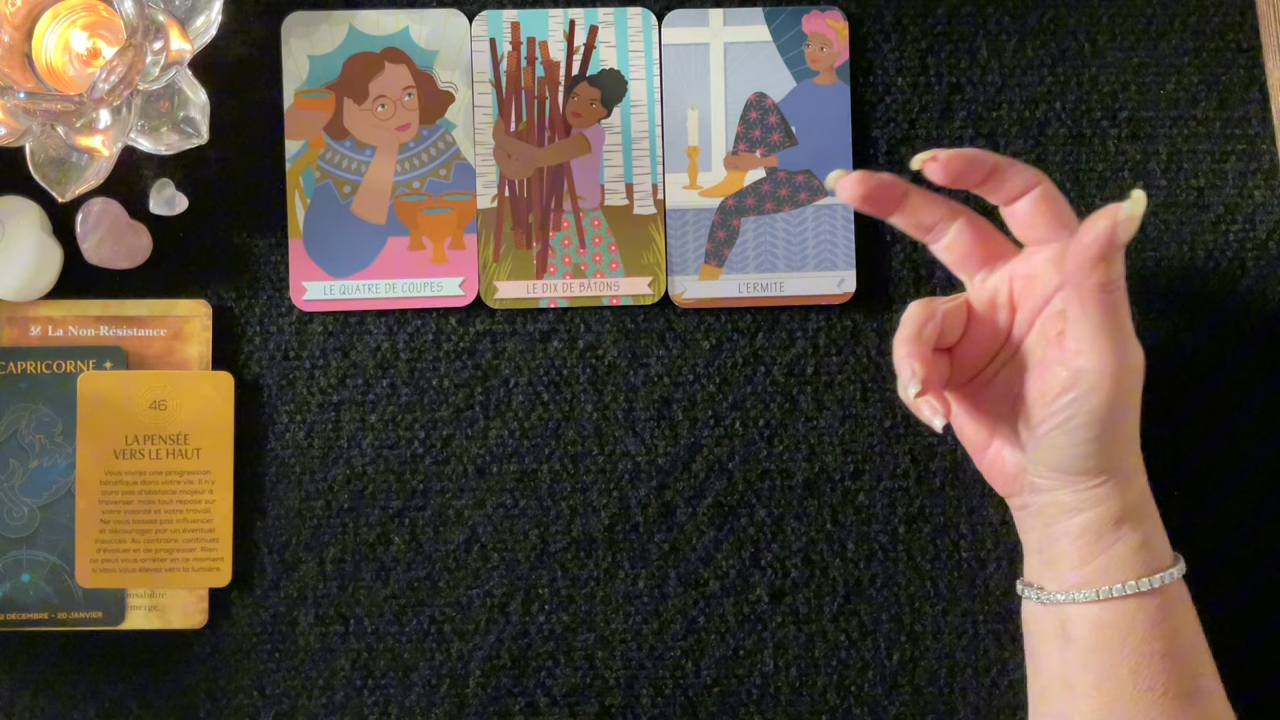 LE QUATRE DE COUPES
LE DIX DE BÂTONS
L'ERMITE
La Non-Résistance
CAPRICORNE
46
LA PENSÉE
VERS LE HAUT
Vous vivrez une progression
bénéfique dans votre vie. Il n'y
aura pas d'obstacle majeur à
traverser, mais tout repose sur
votre volonté et votre travail.
Ne vous laissez pas influencer
et décourager par un éventuel
insuccès. Au contraire, continuez
d'évoluer et de progresser. Rien
ne peut vous arrêter en ce moment
si vous vous élevez vers la lumière.
émerge.
DÉCEMBRE - 20 JANVIER